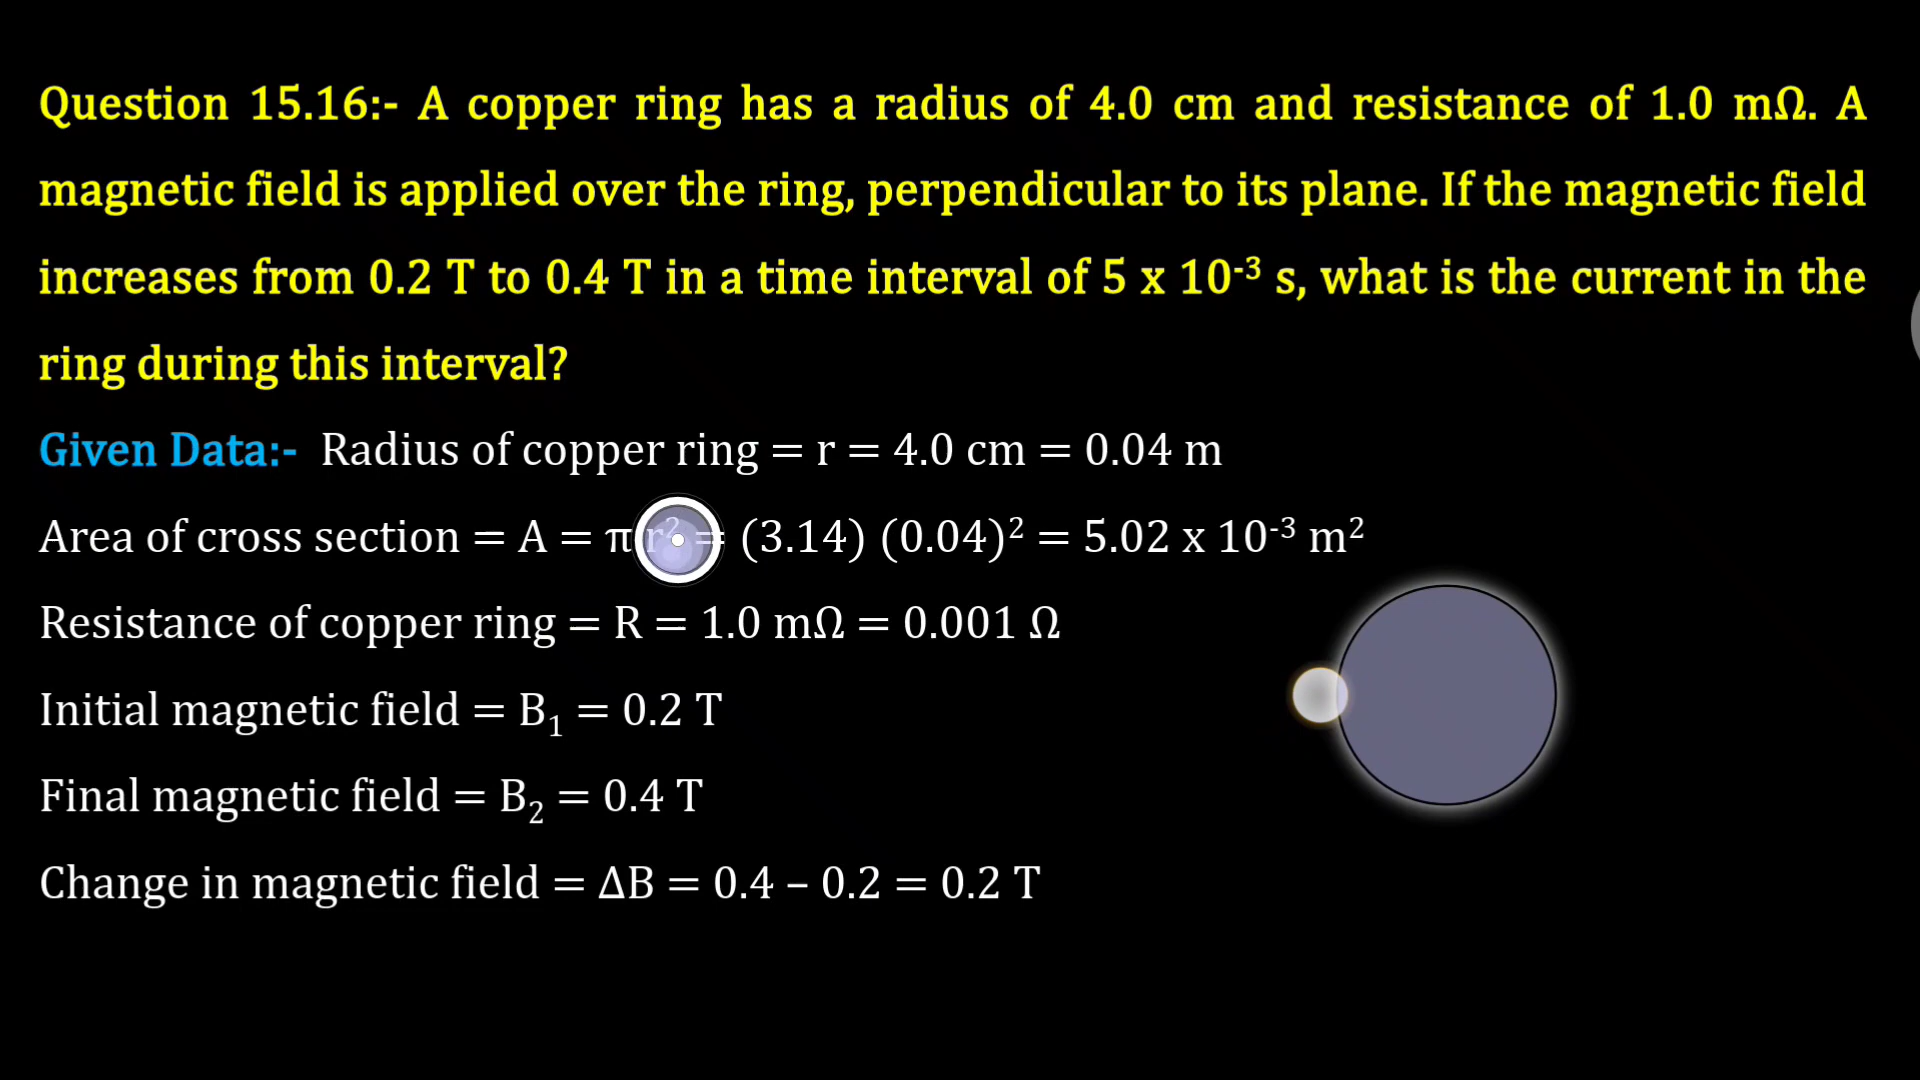 Question 15.16:- A copper ring has a radius of 4.0 cm and resistance of 1.0 mΩ. A
magnetic field is applied over the ring, perpendicular to its plane. If the magnetic field
increases from 0.2 T to 0.4 T in a time interval of 5 x 10⁻³ s, what is the current in the
ring during this interval?
Given Data:- Radius of copper ring = r = 4.0 cm = 0.04 m
Area of cross section = A = π r² = (3.14) (0.04)² = 5.02 x 10⁻³ m²
Resistance of copper ring = R = 1.0 mΩ = 0.001 Ω
Initial magnetic field = B₁ = 0.2 T
Final magnetic field = B₂ = 0.4 T
Change in magnetic field = ΔB = 0.4 – 0.2 = 0.2 T